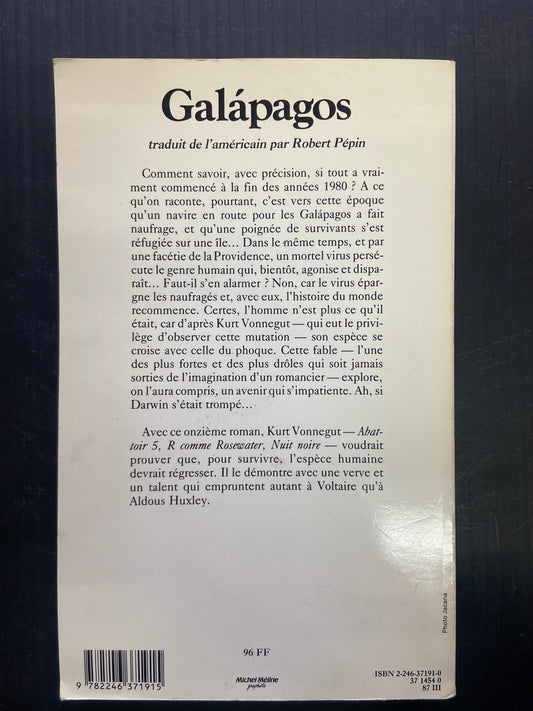 Galápagos
traduit de l'américain par Robert Pépin
Comment savoir, avec précision, si tout a vrai-
ment commencé à la fin des années 1980 ? A ce
qu'on raconte, pourtant, c'est vers cette époque
qu'un navire en route pour les Galápagos a fait
naufrage, et qu'une poignée de survivants s'est
réfugiée sur une île... Dans le même temps, et par
une facétie de la Providence, un mortel virus persé-
cute le genre humain qui, bientôt, agonise et dispa-
raît... Faut-il s'en alarmer ? Non, car le virus épar-
gne les naufragés et, avec eux, l'histoire du monde
recommence. Certes, l'homme n'est plus ce qu'il
était, car d'après Kurt Vonnegut — qui eut le privi-
lège d'observer cette mutation — son espèce se
croise avec celle du phoque. Cette fable — l'une
des plus fortes et des plus drôles qui soit jamais
sorties de l'imagination d'un romancier — explore,
on l'aura compris, un avenir qui s'impatiente. Ah, si
Darwin s'était trompé...
Avec ce onzième roman, Kurt Vonnegut — Abat-
toir 5, R comme Rosewater, Nuit noire — voudrait
prouver que, pour survivre, l'espèce humaine
devrait régresser. Il le démontre avec une verve et
un talent qui empruntent autant à Voltaire qu'à
Aldous Huxley.
Photo Jacana
96 FF
ISBN 2-246-37191-0
37 1454 0
87 III
Michel Méline
9 782246 371915